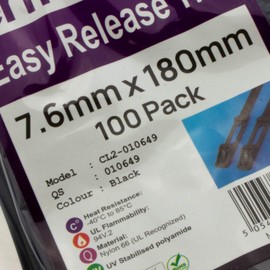 Easy Release
7.6mm x 180mm
100 Pack
Model : CL2-010649
QS : 010649
Colour : Black
C° Heat Resistance:
-40°C to 85°C
UL Flammability:
94V.2
Q Material:
Nylon 66 (UL Recognized)
UV Stabilised polyamide